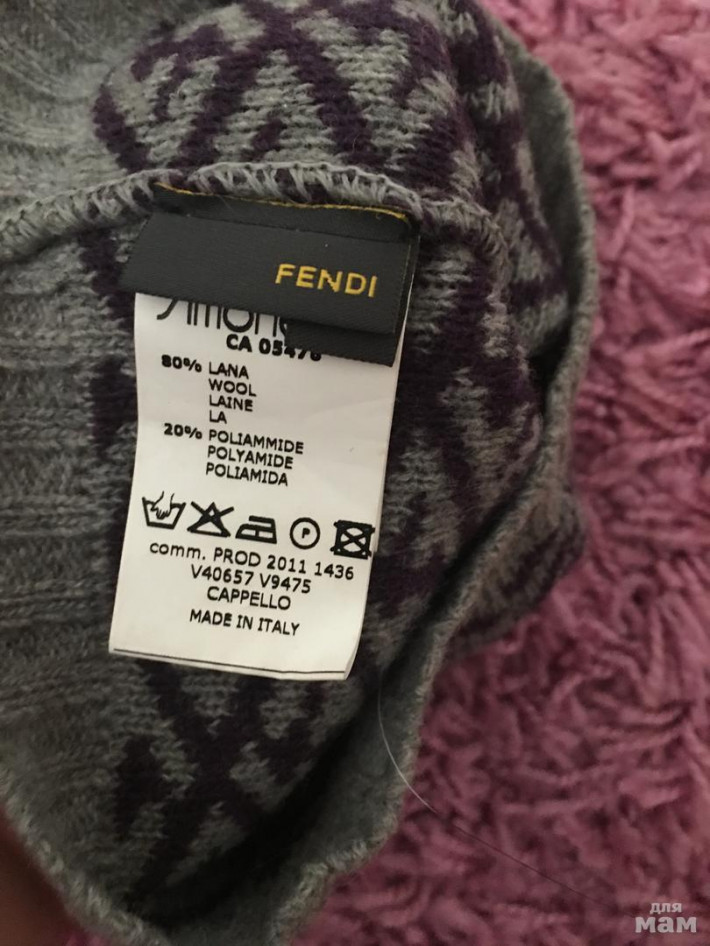 FENDI
CA 05476
80% LANA
WOOL
LAINE
LA
20% POLIAMMIDE
POLYAMIDE
POLIAMIDA
P
comm. PROD 2011 1436
V40657 V9475
CAPPELLO
MADE IN ITALY
для
мам